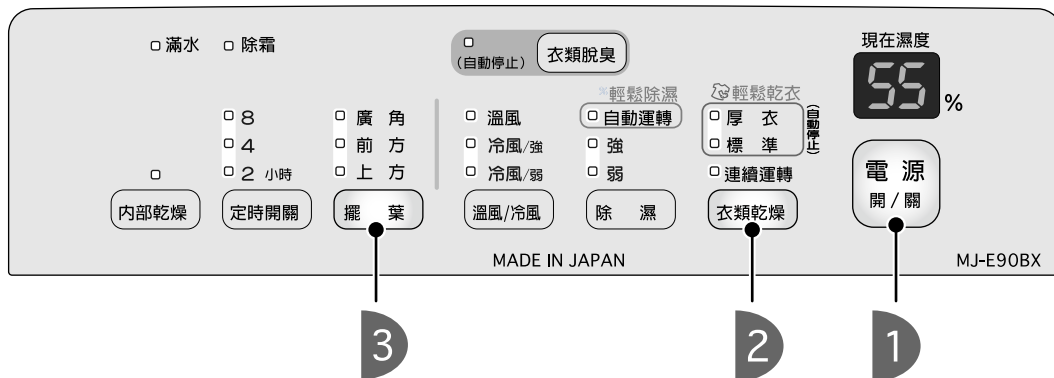 滿水 除霜
(自動停止) 衣類脫臭
現在濕度
55 %
輕鬆除濕 輕鬆乾衣
8 廣角 溫風 自動運轉 厚衣 (自動停止)
4 前方 冷風/強 強 標準
2 小時 上方 冷風/弱 弱 連續運轉
電源
開/關
內部乾燥 定時開關 擺葉 溫風/冷風 除濕 衣類乾燥
MADE IN JAPAN MJ-E90BX
3 2 1